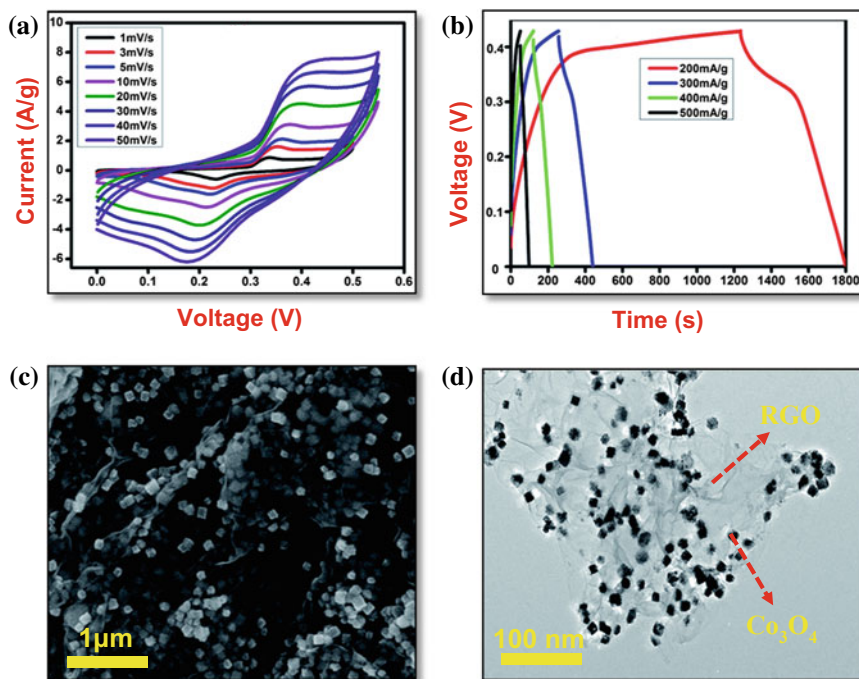 (a)
10
8
6
4
2
0
-2
-4
-6
Current (A/g)
1mV/s
3mV/s
5mV/s
10mV/s
20mV/s
30mV/s
40mV/s
50mV/s
0.0 0.1 0.2 0.3 0.4 0.5 0.6
Voltage (V)
(b)
0.4
0.3
0.2
0.1
0
Voltage (V)
200mA/g
300mA/g
400mA/g
500mA/g
0 200 400 600 800 1000 1200 1400 1600 1800
Time (s)
(c)
1µm
(d)
RGO
Co₃O₄
100 nm